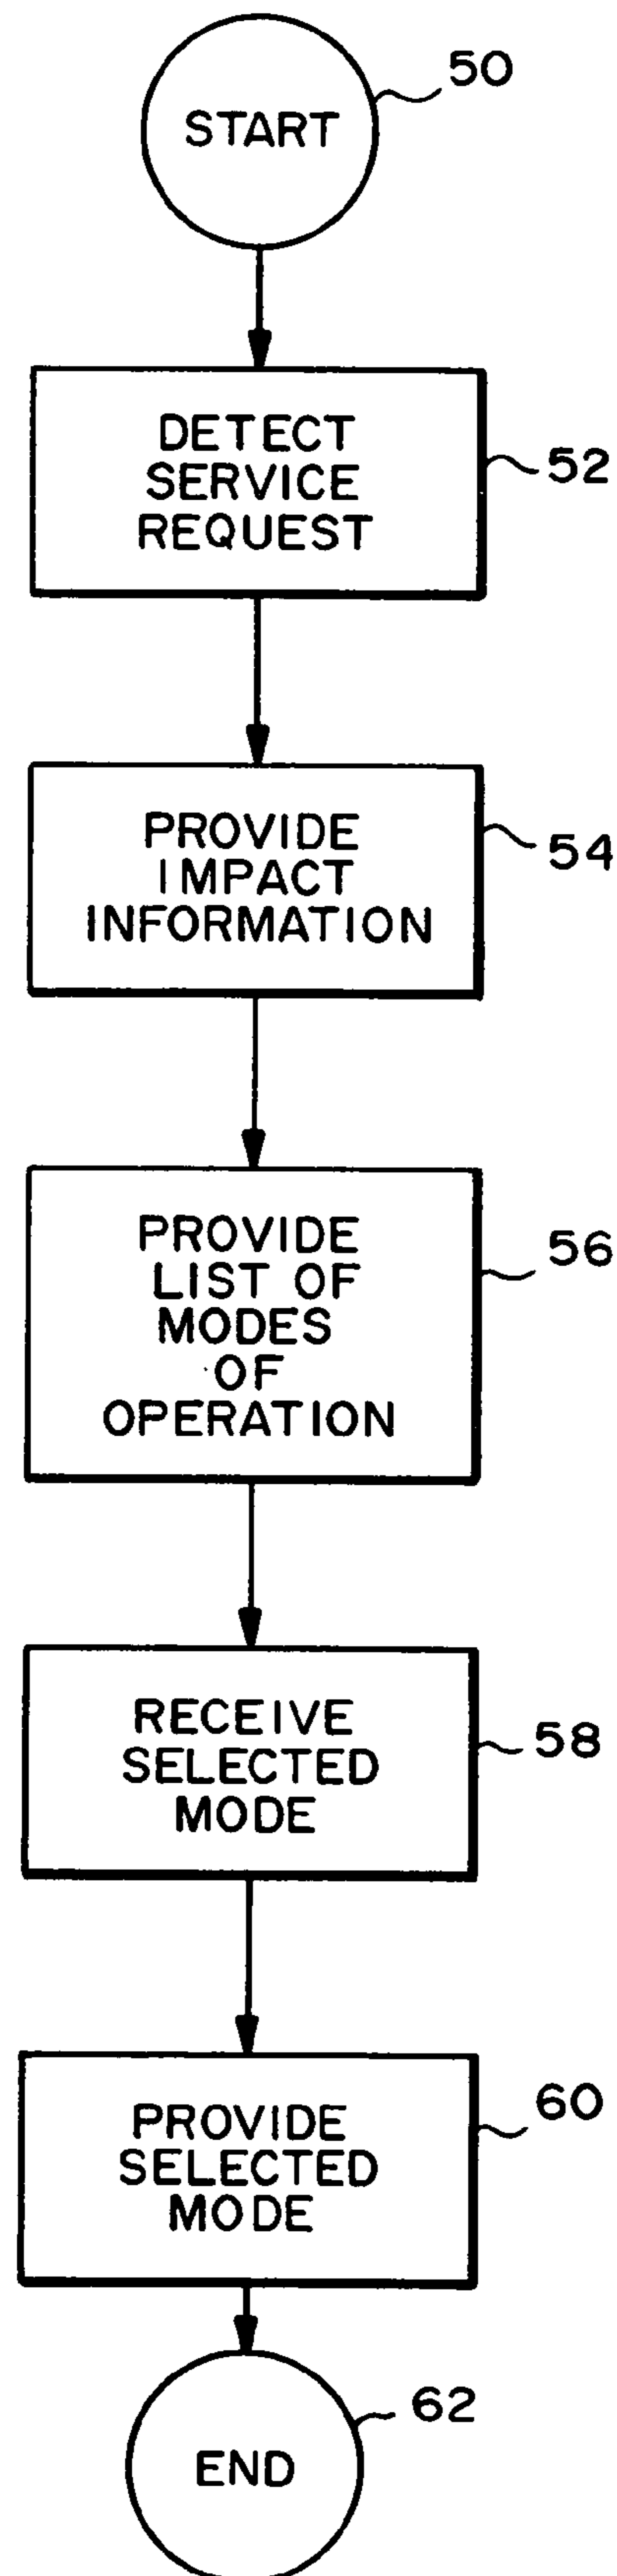 START
50
DETECT
SERVICE
REQUEST
52
PROVIDE
IMPACT
INFORMATION
54
PROVIDE
LIST OF
MODES
OF
OPERATION
56
RECEIVE
SELECTED
MODE
58
PROVIDE
SELECTED
MODE
60
END
62